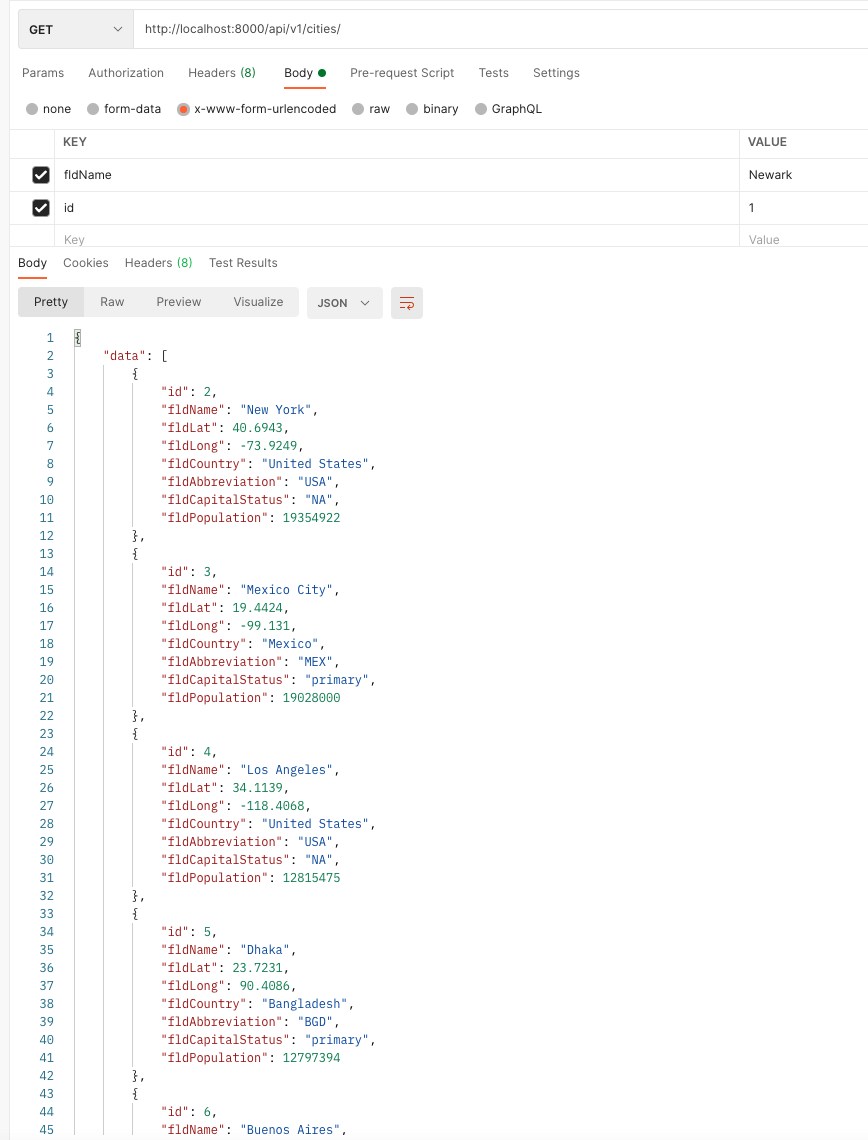 GET http://localhost:8000/api/v1/cities/
Params Authorization Headers (8) Body Pre-request Script Tests Settings
none form-data x-www-form-urlencoded raw binary GraphQL
KEY VALUE
fldName Newark
id 1
Key Value
Body Cookies Headers (8) Test Results
Pretty Raw Preview Visualize JSON
1 {
2 "data": [
3 {
4 "id": 2,
5 "fldName": "New York",
6 "fldLat": 40.6943,
7 "fldLong": -73.9249,
8 "fldCountry": "United States",
9 "fldAbbreviation": "USA",
10 "fldCapitalStatus": "NA",
11 "fldPopulation": 19354922
12 },
13 {
14 "id": 3,
15 "fldName": "Mexico City",
16 "fldLat": 19.4424,
17 "fldLong": -99.131,
18 "fldCountry": "Mexico",
19 "fldAbbreviation": "MEX",
20 "fldCapitalStatus": "primary",
21 "fldPopulation": 19028000
22 },
23 {
24 "id": 4,
25 "fldName": "Los Angeles",
26 "fldLat": 34.1139,
27 "fldLong": -118.4068,
28 "fldCountry": "United States",
29 "fldAbbreviation": "USA",
30 "fldCapitalStatus": "NA",
31 "fldPopulation": 12815475
32 },
33 {
34 "id": 5,
35 "fldName": "Dhaka",
36 "fldLat": 23.7231,
37 "fldLong": 90.4086,
38 "fldCountry": "Bangladesh",
39 "fldAbbreviation": "BGD",
40 "fldCapitalStatus": "primary",
41 "fldPopulation": 12797394
42 },
43 {
44 "id": 6,
45 "fldName": "Buenos Aires",